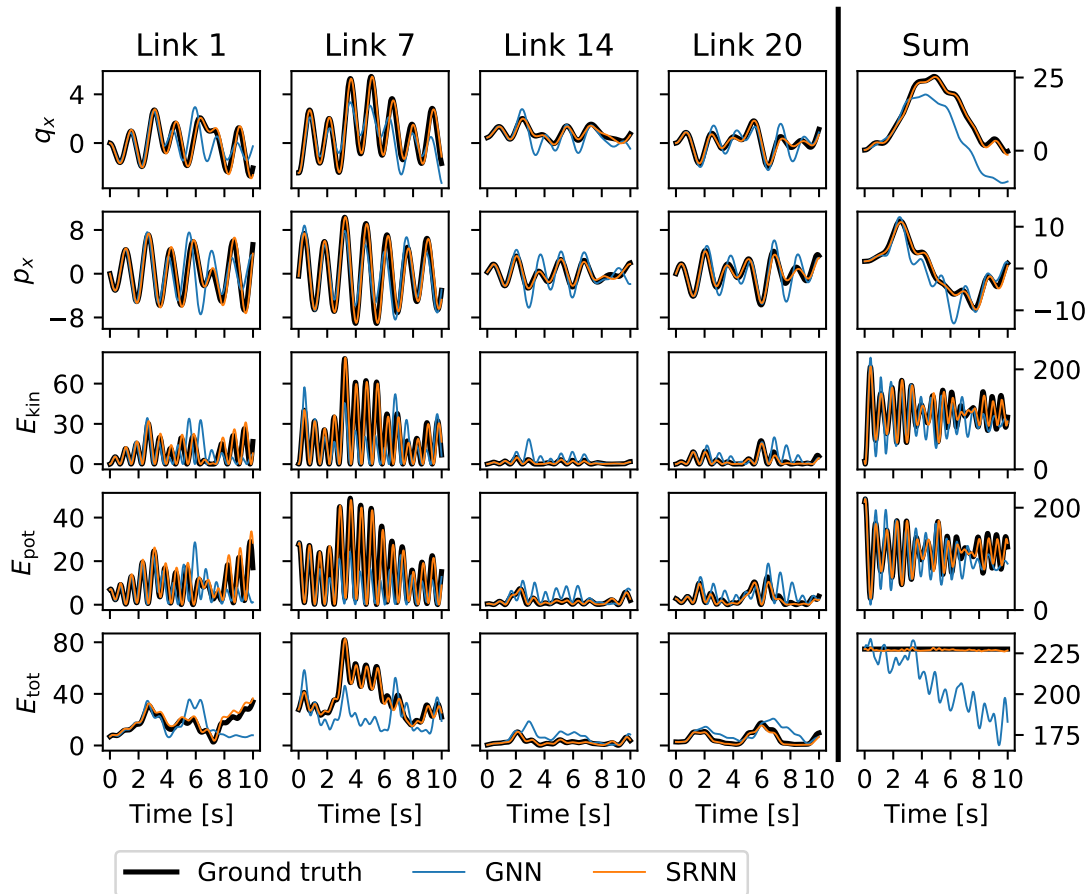 Link 1 Link 7 Link 14 Link 20 Sum
q_x 4 0 25 0
p_x 8 0 −8 10 0 −10
E_kin 60 30 0 200 0
E_pot 40 20 0 200 0
E_tot 80 40 0 225 200 175
0 2 4 6 8 10 0 2 4 6 8 10 0 2 4 6 8 10 0 2 4 6 8 10 0 2 4 6 8 10
Time [s] Time [s] Time [s] Time [s] Time [s]
Ground truth GNN SRNN